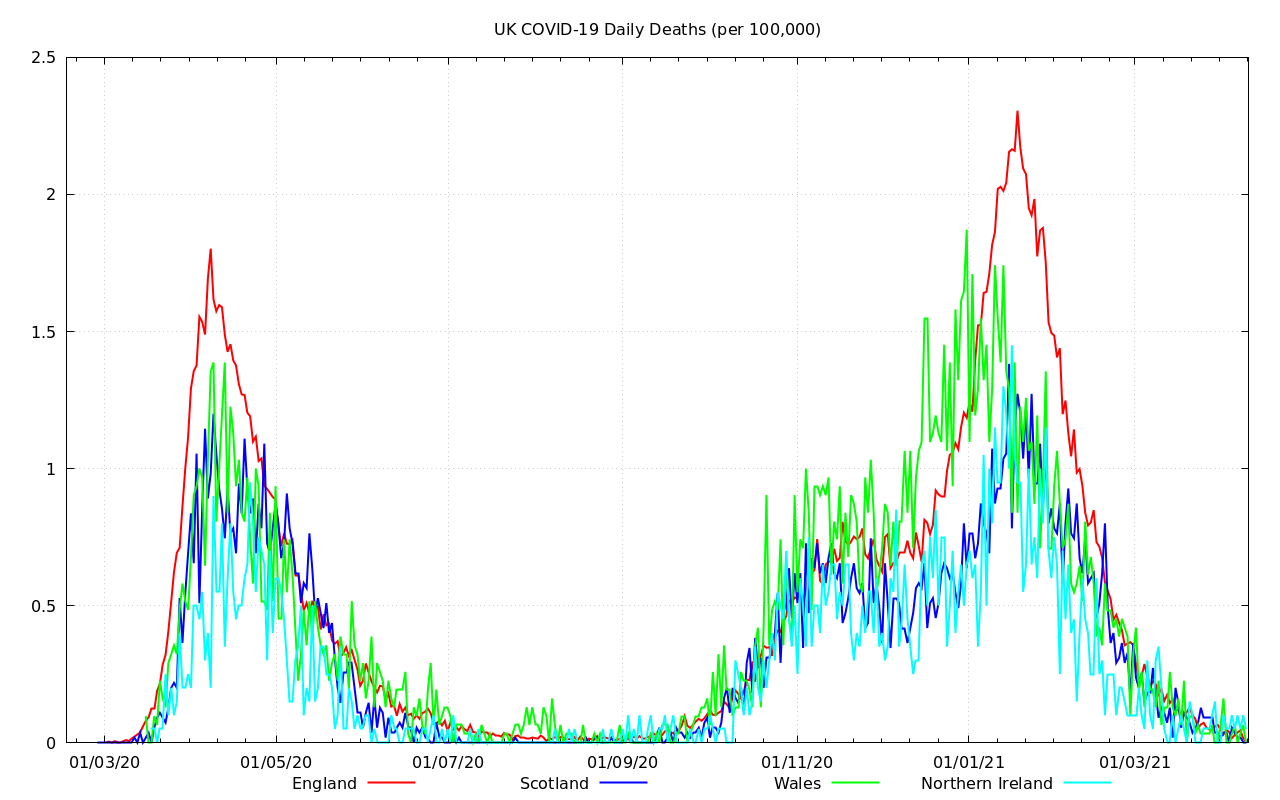 UK COVID-19 Daily Deaths (per 100,000)
2.5
2
1.5
1
0.5
0
01/03/20 01/05/20 01/07/20 01/09/20 01/11/20 01/01/21 01/03/21
England Scotland Wales Northern Ireland